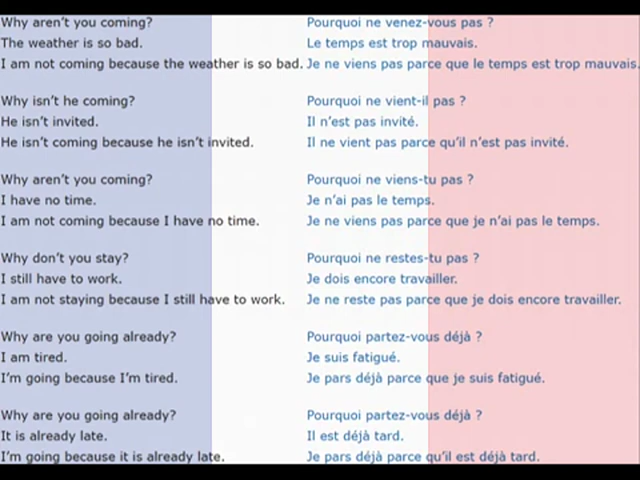 Why aren't you coming? Pourquoi ne venez-vous pas ?
The weather is so bad. Le temps est trop mauvais.
I am not coming because the weather is so bad. Je ne viens pas parce que le temps est trop mauvais.
Why isn't he coming? Pourquoi ne vient-il pas ?
He isn't invited. Il n'est pas invité.
He isn't coming because he isn't invited. Il ne vient pas parce qu'il n'est pas invité.
Why aren't you coming? Pourquoi ne viens-tu pas ?
I have no time. Je n'ai pas le temps.
I am not coming because I have no time. Je ne viens pas parce que je n'ai pas le temps.
Why don't you stay? Pourquoi ne restes-tu pas ?
I still have to work. Je dois encore travailler.
I am not staying because I still have to work. Je ne reste pas parce que je dois encore travailler.
Why are you going already? Pourquoi partez-vous déjà ?
I am tired. Je suis fatigué.
I'm going because I'm tired. Je pars déjà parce que je suis fatigué.
Why are you going already? Pourquoi partez-vous déjà ?
It is already late. Il est déjà tard.
I'm going because it is already late. Je pars déjà parce qu'il est déjà tard.